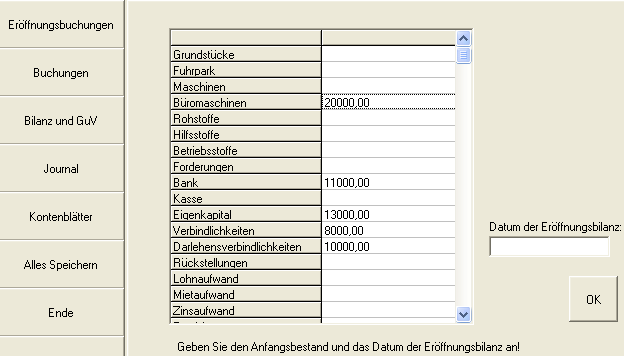 Eröffnungsbuchungen
Buchungen
Bilanz und GuV
Journal
Kontenblätter
Alles Speichern
Ende
Grundstücke
Fuhrpark
Maschinen
Büromaschinen 20000,00
Rohstoffe
Hilfsstoffe
Betriebsstoffe
Forderungen
Bank 11000,00
Kasse
Eigenkapital 13000,00
Verbindlichkeiten 8000,00
Darlehensverbindlichkeiten 10000,00
Rückstellungen
Lohnaufwand
Mietaufwand
Zinsaufwand
Datum der Eröffnungsbilanz:
OK
Geben Sie den Anfangsbestand und das Datum der Eröffnungsbilanz an!